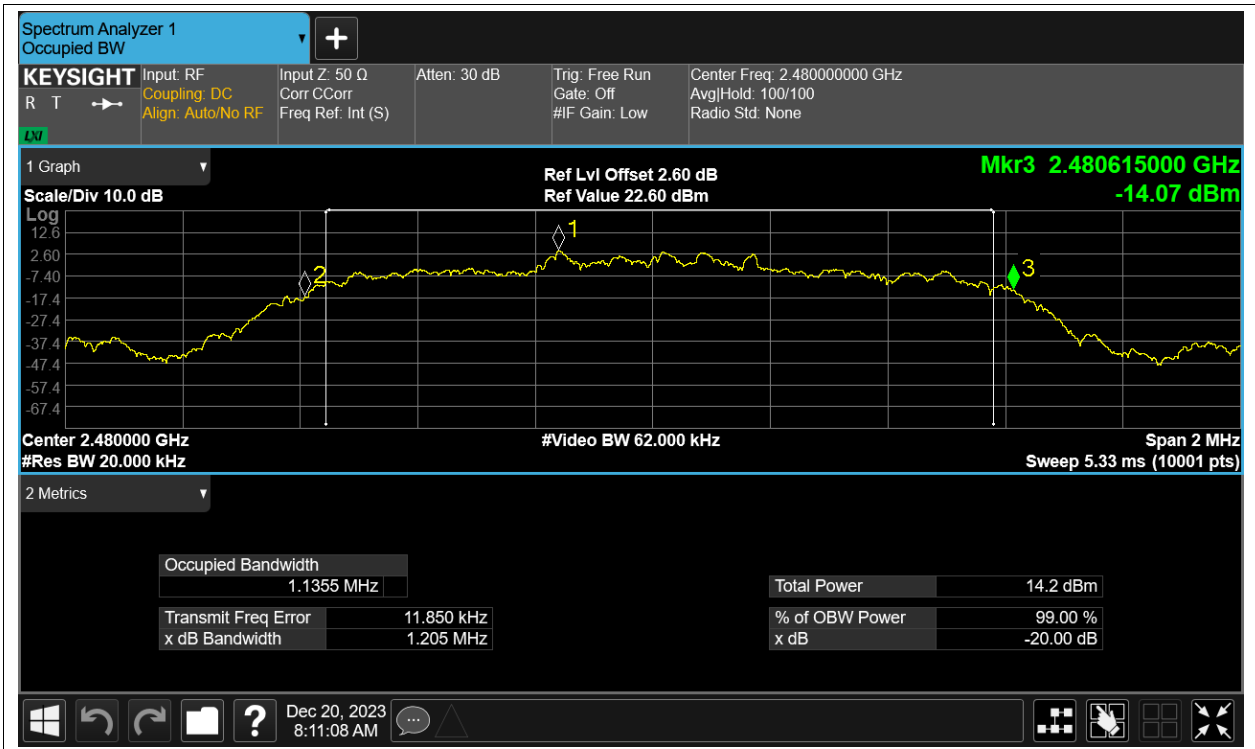 Spectrum Analyzer 1
Occupied BW
KEYSIGHT
R T
LXI
Input: RF
Coupling: DC
Align: Auto/No RF
Input Z: 50 Ω
Corr CCorr
Freq Ref: Int (S)
Atten: 30 dB
Trig: Free Run
Gate: Off
#IF Gain: Low
Center Freq: 2.480000000 GHz
Avg|Hold: 100/100
Radio Std: None
1 Graph
Scale/Div 10.0 dB
Ref Lvl Offset 2.60 dB
Ref Value 22.60 dBm
Mkr3 2.480615000 GHz
-14.07 dBm
Log
12.6
2.60
-7.40
-17.4
-27.4
-37.4
-47.4
-57.4
-67.4
1
2
3
Center 2.480000 GHz
#Video BW 62.000 kHz
Span 2 MHz
#Res BW 20.000 kHz
Sweep 5.33 ms (10001 pts)
2 Metrics
Occupied Bandwidth
1.1355 MHz
Total Power 14.2 dBm
Transmit Freq Error 11.850 kHz
% of OBW Power 99.00 %
x dB Bandwidth 1.205 MHz
x dB -20.00 dB
Dec 20, 2023
8:11:08 AM